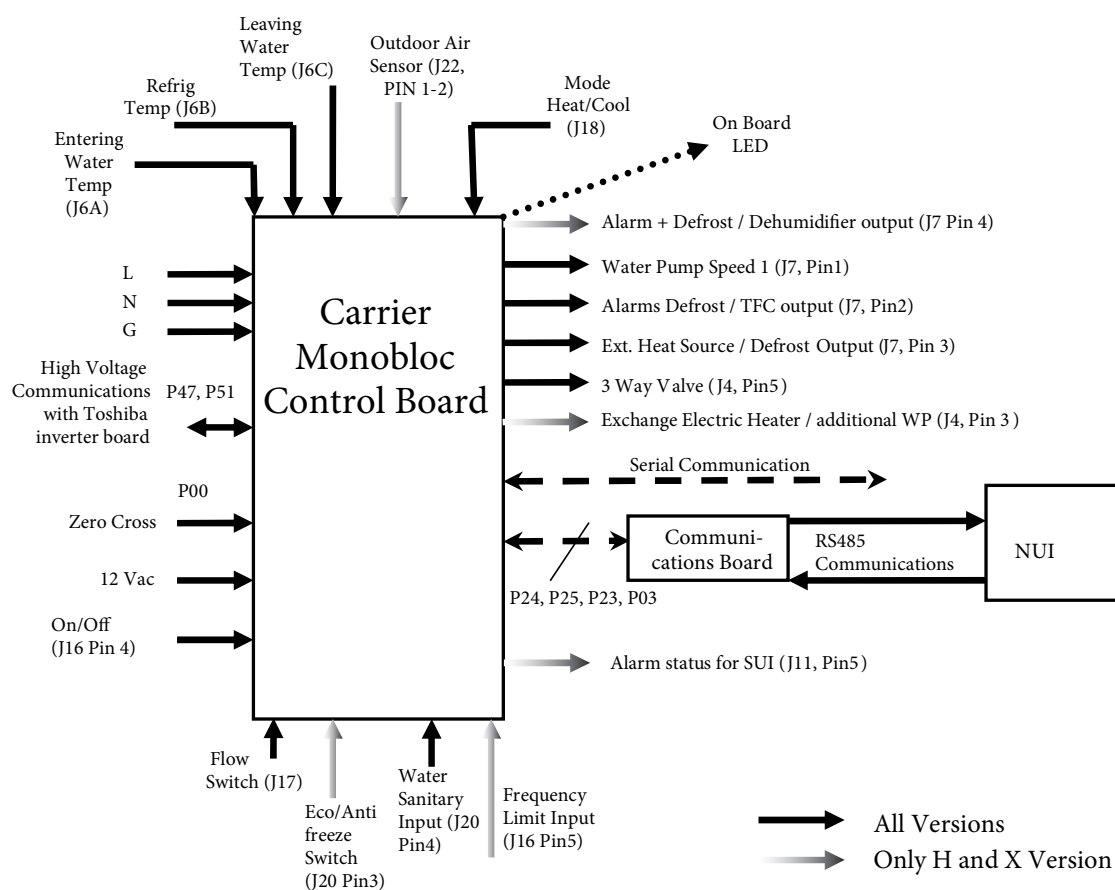 Leaving
Water
Temp (J6C)
Outdoor Air
Sensor (J22,
PIN 1-2)
Refrig
Temp (J6B)
Mode
Heat/Cool
(J18)
Entering
Water
Temp
(J6A)
On Board
LED
Carrier
Monobloc
Control Board
L
N
G
High Voltage
Communications
with Toshiba
inverter board
P47, P51
P00
Zero Cross
12 Vac
On/Off
(J16 Pin 4)
Alarm + Defrost / Dehumidifier output (J7 Pin 4)
Water Pump Speed 1 (J7, Pin1)
Alarms Defrost / TFC output (J7, Pin2)
Ext. Heat Source / Defrost Output (J7, Pin 3)
3 Way Valve (J4, Pin5)
Exchange Electric Heater / additional WP (J4, Pin 3 )
Serial Communication
Communi-
cations Board
RS485
Communications
NUI
P24, P25, P23, P03
Alarm status for SUI (J11, Pin5)
Flow
Switch (J17)
Eco/Anti
freeze
Switch
(J20 Pin3)
Water
Sanitary
Input (J20
Pin4)
Frequency
Limit Input
(J16 Pin5)
All Versions
Only H and X Version